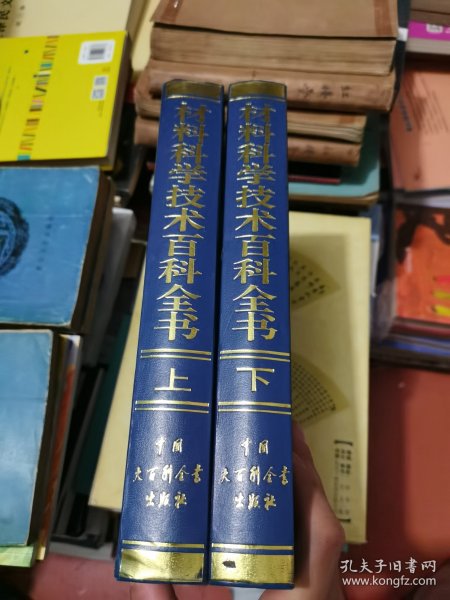 材料科学技术百科全书
上
中国
大百科全书
出版社
材料科学技术百科全书
下
中国
大百科全书
出版社
孔夫子旧书网
www.kongfz.com